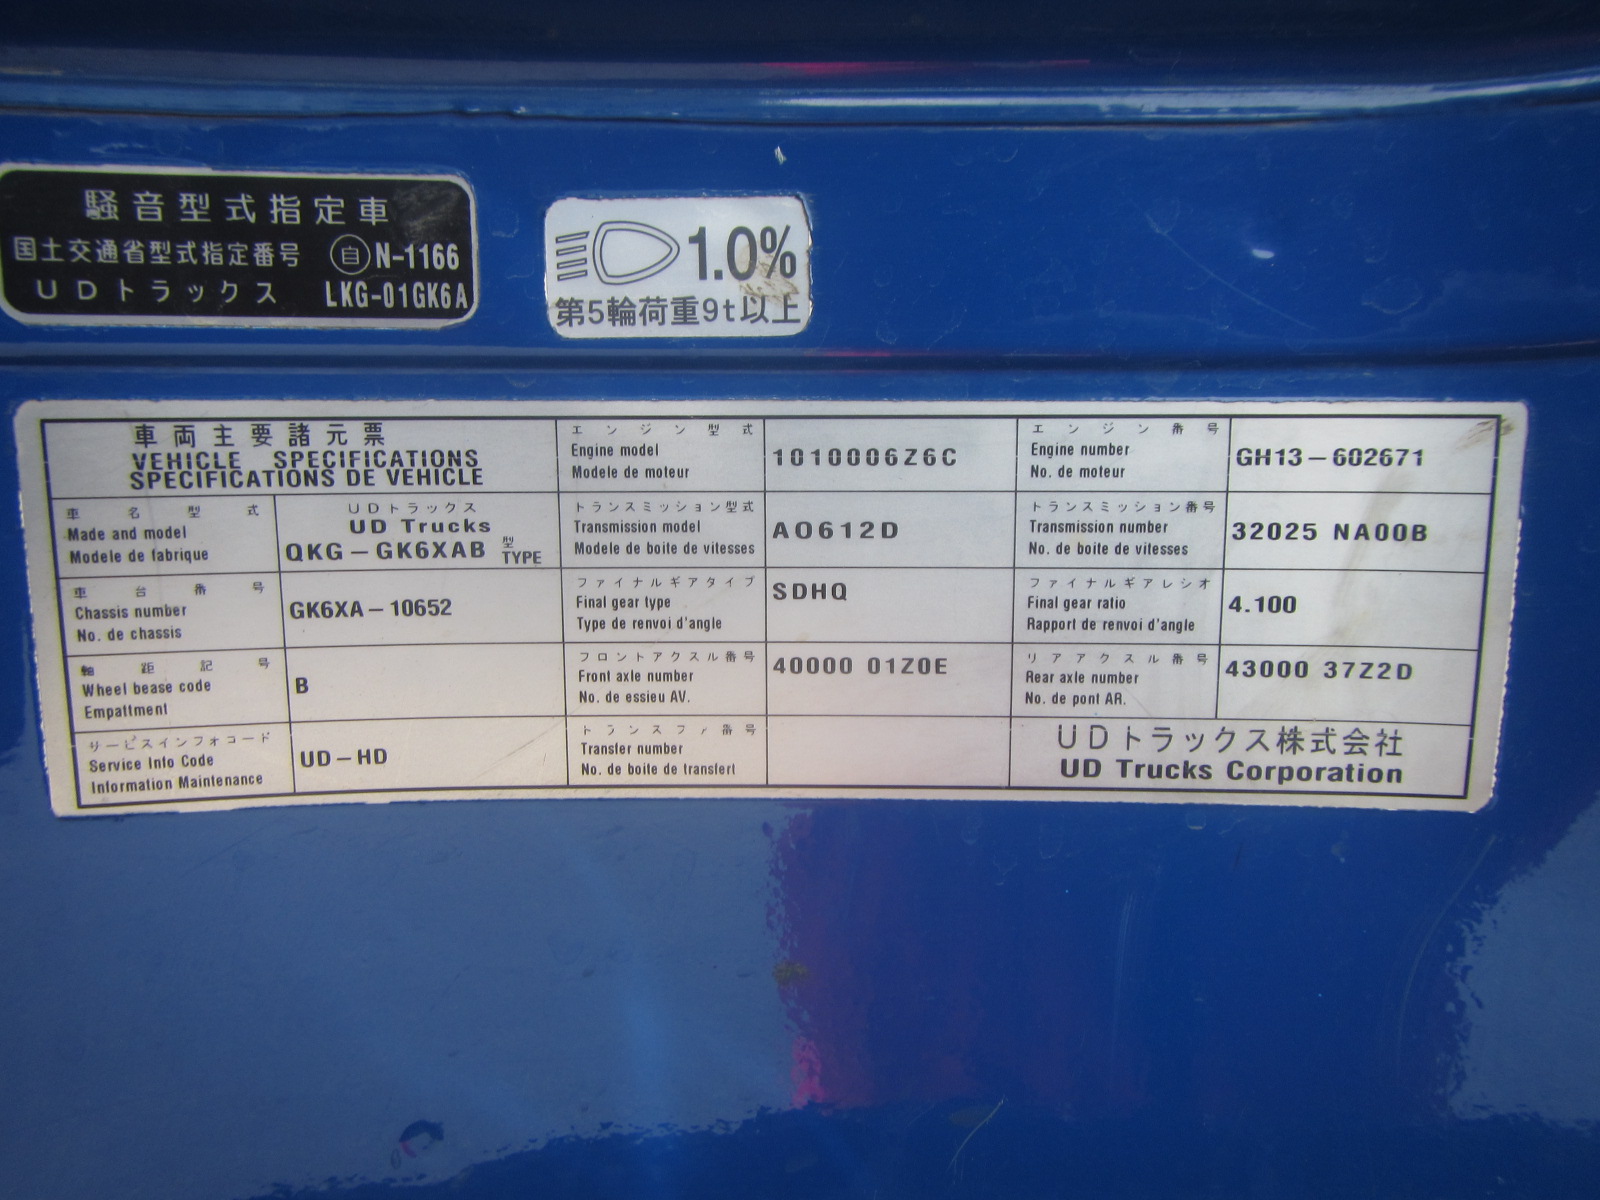 騒音型式指定車
国土交通省型式指定番号 自 N-1166
UDトラックス LKG-01GK6A
1.0%
第5輪荷重9t以上
車両主要諸元票
VEHICLE SPECIFICATIONS
SPECIFICATIONS DE VEHICLE
エンジン型式
Engine model
Modele de moteur
1010006Z6C
エンジン番号
Engine number
No. de moteur
GH13-602671
車名型式
Made and model
Modele de fabrique
UDトラックス
UD Trucks
QKG-GK6XAB 型 TYPE
トランスミッション型式
Transmission model
Modele de boite de vitesses
AO612D
トランスミッション番号
Transmission number
No. de boite de vitesses
32025 NA00B
車台番号
Chassis number
No. de chassis
GK6XA-10652
ファイナルギアタイプ
Final gear type
Type de renvoi d'angle
SDHQ
ファイナルギアレシオ
Final gear ratio
Rapport de renvoi d'angle
4.100
軸距記号
Wheel bease code
Empattment
B
フロントアクスル番号
Front axle number
No. de essieu AV.
40000 01Z0E
リアアクスル番号
Rear axle number
No. de pont AR.
43000 37Z2D
サービスインフォコード
Service Info Code
Information Maintenance
UD-HD
トランスファ番号
Transfer number
No. de boite de transfert
UDトラックス株式会社
UD Trucks Corporation